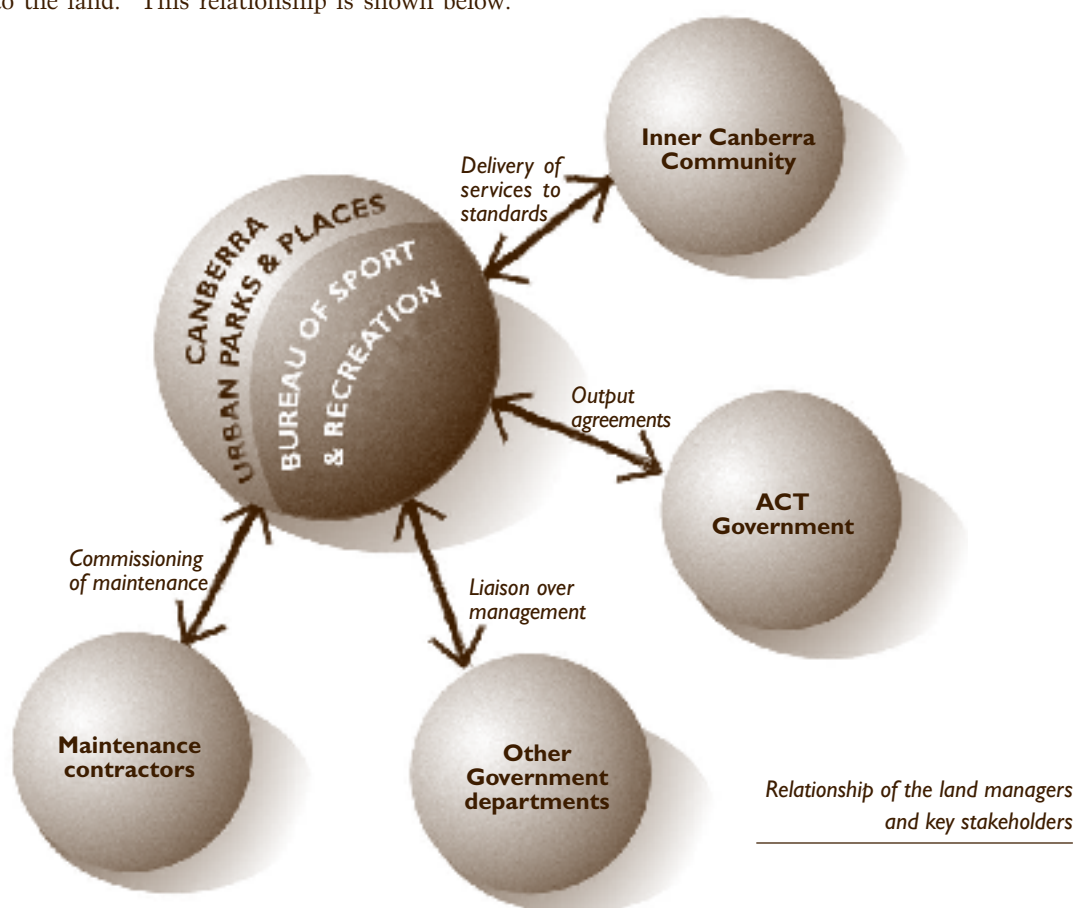 to the land. This relationship is shown below.
Inner Canberra
Community
Delivery of
services to
standards
CANBERRA
URBAN PARKS & PLACES
BUREAU OF SPORT
& RECREATION
Output
agreements
ACT
Government
Commissioning
of maintenance
Liaison over
management
Maintenance
contractors
Other
Government
departments
Relationship of the land managers
and key stakeholders